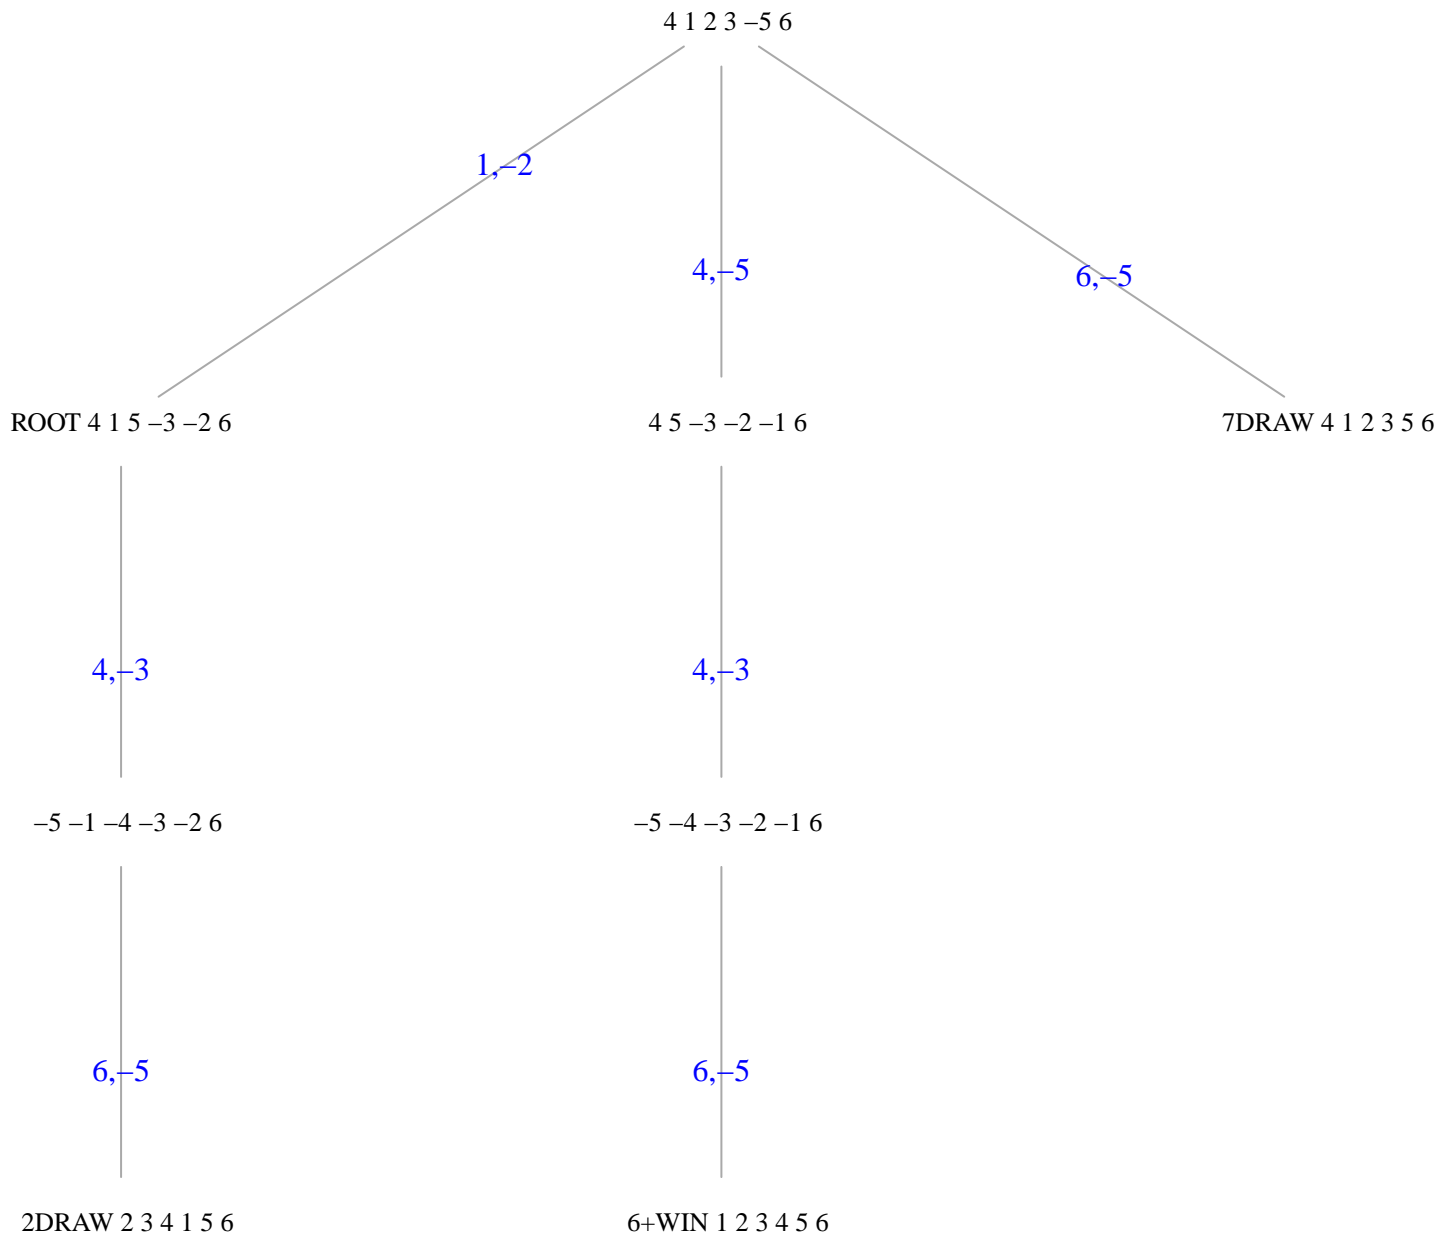 4 1 2 3 –5 6
1,–2
4,–5
6,–5
ROOT 4 1 5 –3 –2 6
4 5 –3 –2 –1 6
7DRAW 4 1 2 3 5 6
4,–3
4,–3
–5 –1 –4 –3 –2 6
–5 –4 –3 –2 –1 6
6,–5
6,–5
2DRAW 2 3 4 1 5 6
6+WIN 1 2 3 4 5 6